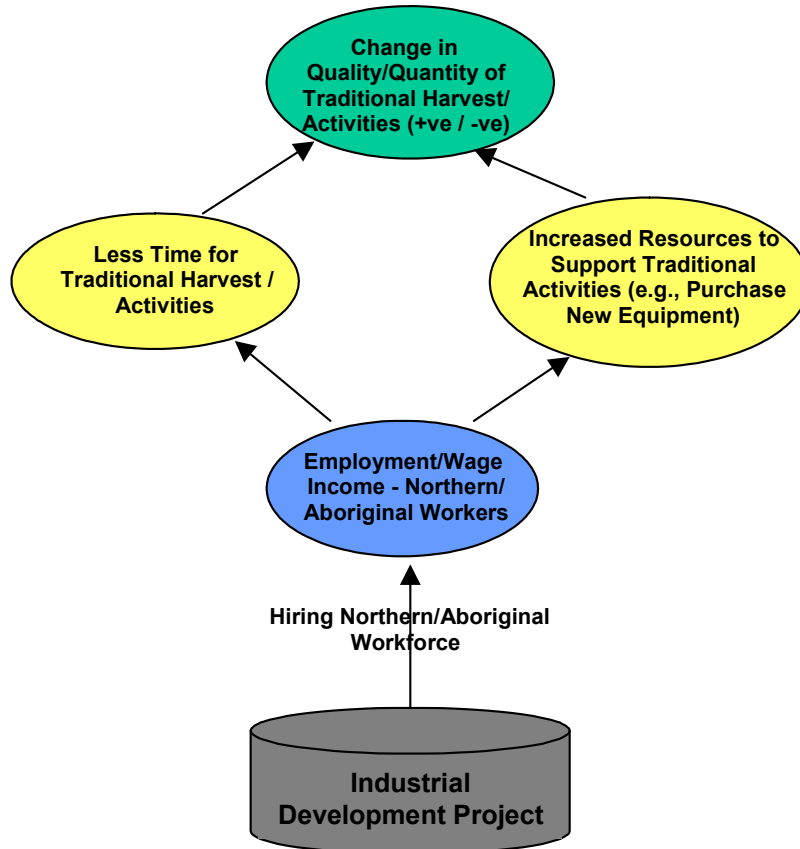 Change in
Quality/Quantity of
Traditional Harvest/
Activities (+ve / -ve)
Less Time for
Traditional Harvest /
Activities
Increased Resources to
Support Traditional
Activities (e.g., Purchase
New Equipment)
Employment/Wage
Income - Northern/
Aboriginal Workers
Hiring Northern/Aboriginal
Workforce
Industrial
Development Project